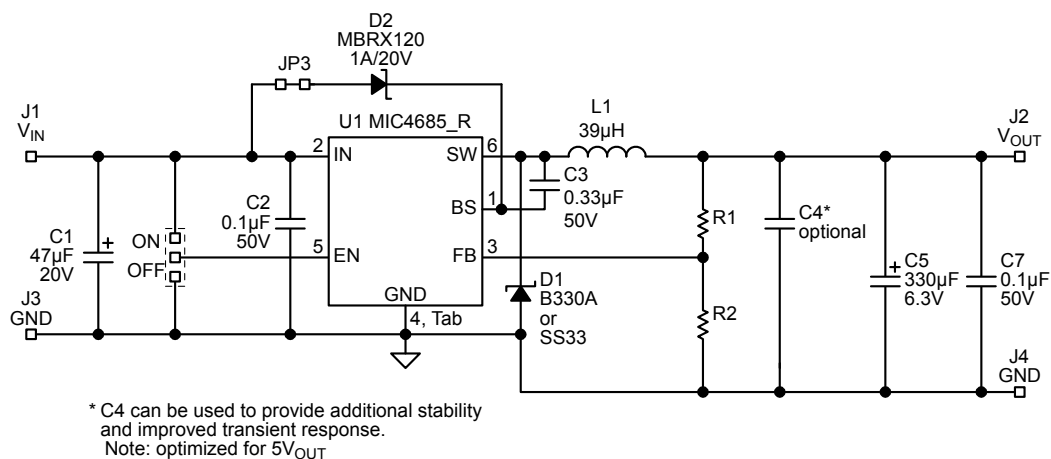 D2
MBRX120
1A/20V
JP3
J1
V_IN
U1 MIC4685_R
L1
39µH
J2
V_OUT
2
IN
SW
6
C3
0.33µF
50V
BS
1
C2
0.1µF
50V
R1
C4*
optional
C1
47µF
20V
+
ON
OFF
5
EN
FB
3
+
C5
330µF
6.3V
C7
0.1µF
50V
D1
B330A
or
SS33
J3
GND
GND
4, Tab
R2
J4
GND
* C4 can be used to provide additional stability
and improved transient response.
Note: optimized for 5V_OUT